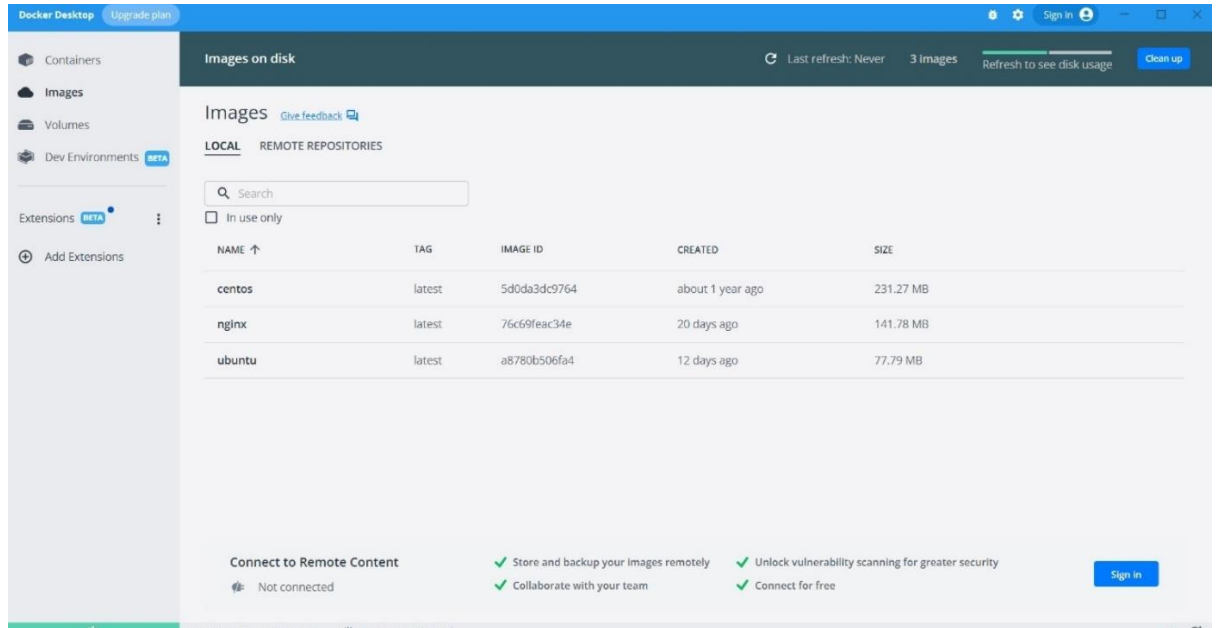 Docker Desktop Upgrade plan Sign in
Containers
Images
Volumes
Dev Environments BETA
Extensions BETA
Add Extensions
Images on disk Last refresh: Never 3 images Refresh to see disk usage Clean up
Images Give feedback
LOCAL REMOTE REPOSITORIES
Search
In use only
NAME TAG IMAGE ID CREATED SIZE
centos latest 5d0da3dc9764 about 1 year ago 231.27 MB
nginx latest 76c69feac34e 20 days ago 141.78 MB
ubuntu latest a8780b506fa4 12 days ago 77.79 MB
Connect to Remote Content
Not connected
Store and backup your images remotely
Collaborate with your team
Unlock vulnerability scanning for greater security
Connect for free
Sign in